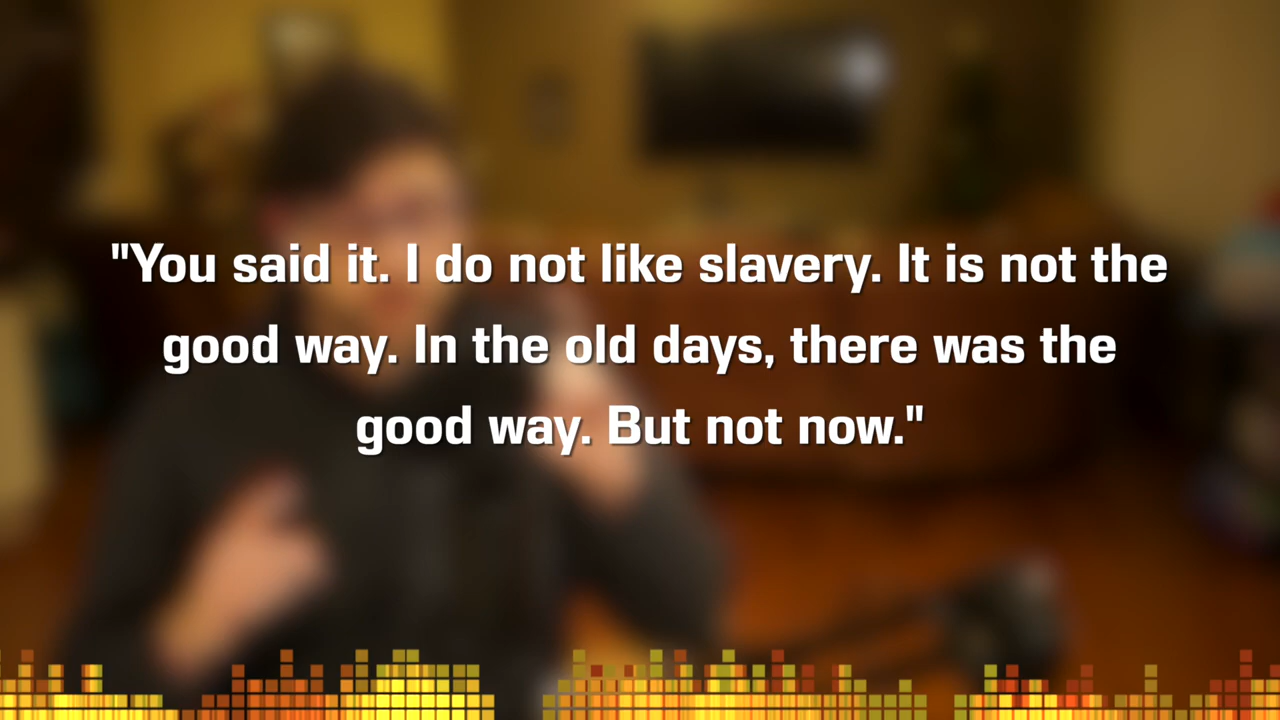 "You said it. I do not like slavery. It is not the
good way. In the old days, there was the
good way. But not now."